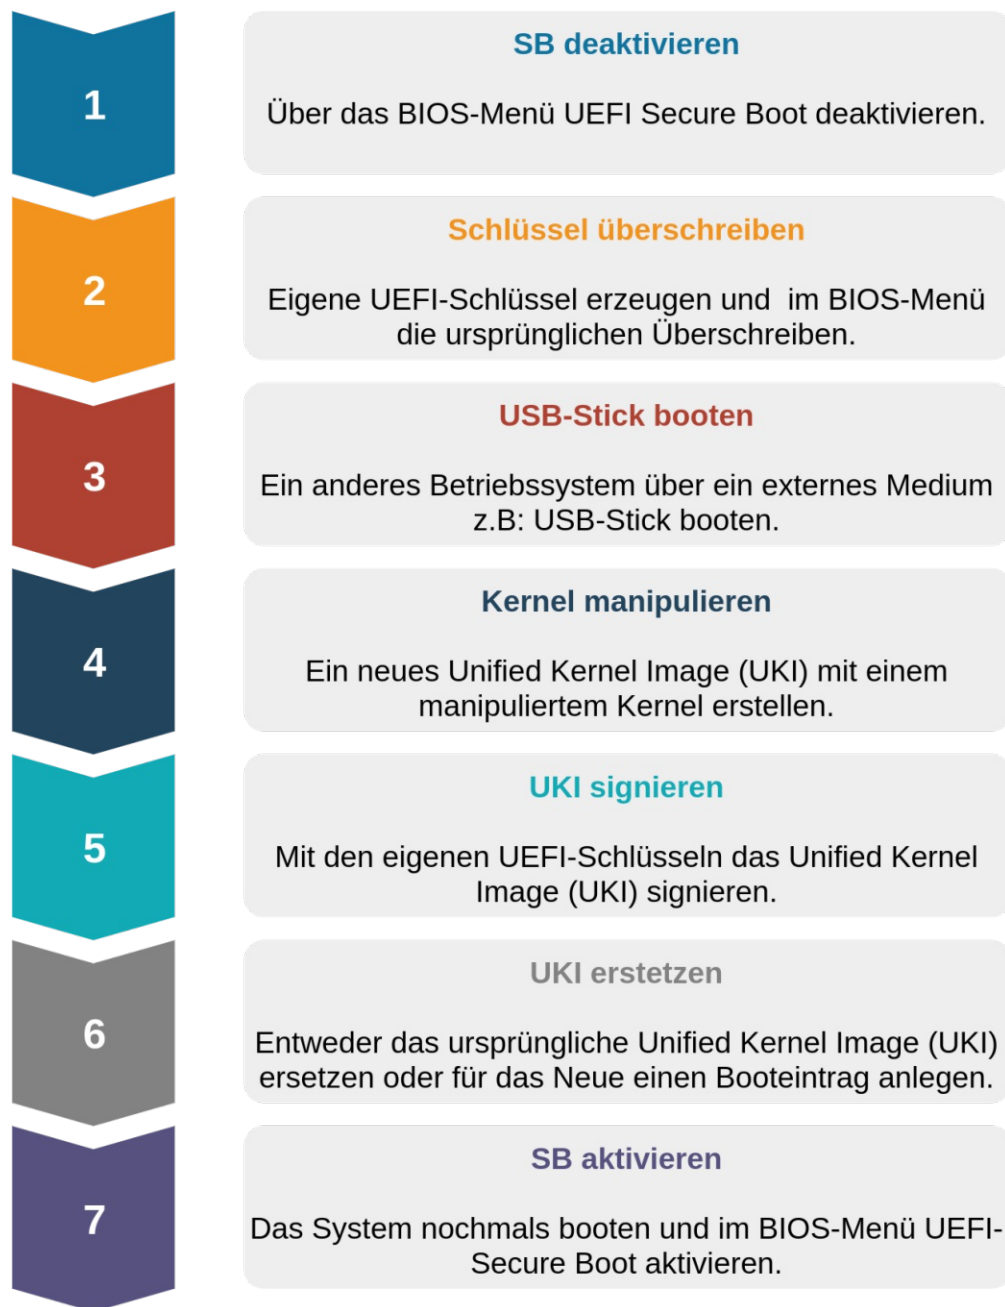 1
SB deaktivieren
Über das BIOS-Menü UEFI Secure Boot deaktivieren.
2
Schlüssel überschreiben
Eigene UEFI-Schlüssel erzeugen und  im BIOS-Menü
die ursprünglichen Überschreiben.
3
USB-Stick booten
Ein anderes Betriebssystem über ein externes Medium
z.B: USB-Stick booten.
4
Kernel manipulieren
Ein neues Unified Kernel Image (UKI) mit einem
manipuliertem Kernel erstellen.
5
UKI signieren
Mit den eigenen UEFI-Schlüsseln das Unified Kernel
Image (UKI) signieren.
6
UKI erstetzen
Entweder das ursprüngliche Unified Kernel Image (UKI)
ersetzen oder für das Neue einen Booteintrag anlegen.
7
SB aktivieren
Das System nochmals booten und im BIOS-Menü UEFI-
Secure Boot aktivieren.